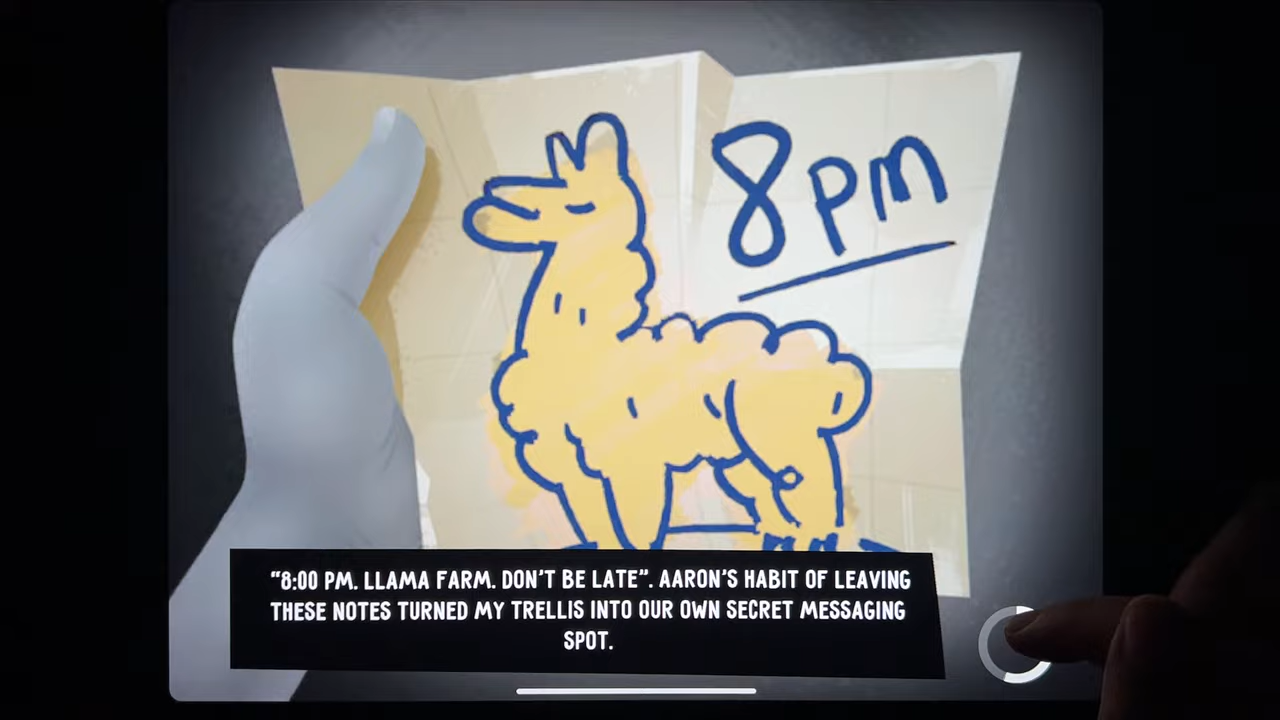 8pm
"8:00 PM. LLAMA FARM. DON'T BE LATE". AARON'S HABIT OF LEAVING
THESE NOTES TURNED MY TRELLIS INTO OUR OWN SECRET MESSAGING
SPOT.